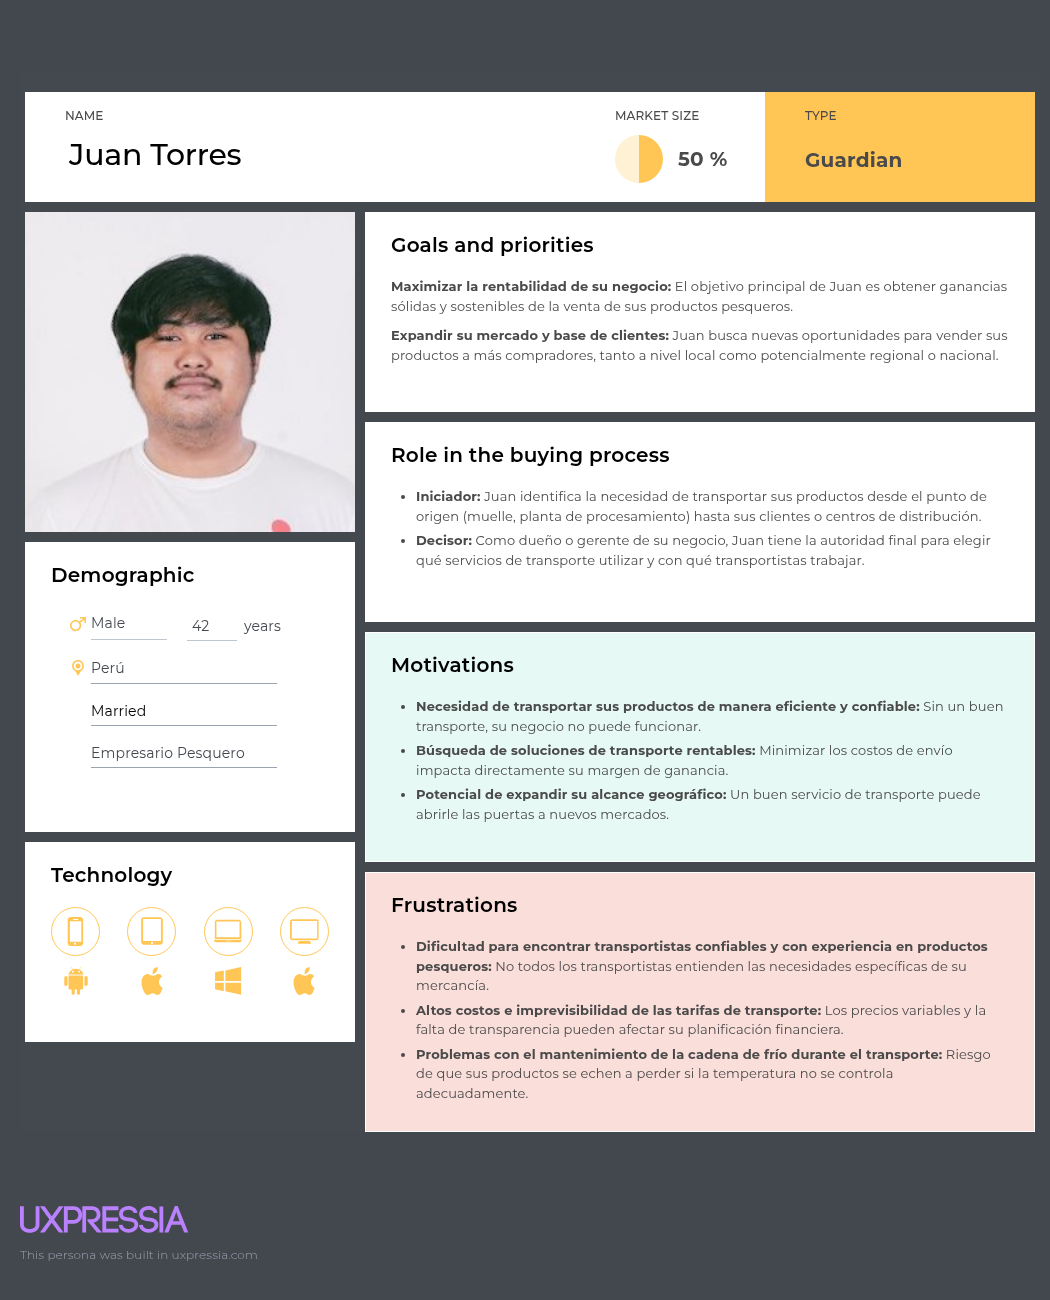 NAME
Juan Torres
MARKET SIZE
50 %
TYPE
Guardian
Demographic
Male
42 years
Perú
Married
Empresario Pesquero
Technology
Goals and priorities
Maximizar la rentabilidad de su negocio: El objetivo principal de Juan es obtener ganancias
sólidas y sostenibles de la venta de sus productos pesqueros.
Expandir su mercado y base de clientes: Juan busca nuevas oportunidades para vender sus
productos a más compradores, tanto a nivel local como potencialmente regional o nacional.
Role in the buying process
• Iniciador: Juan identifica la necesidad de transportar sus productos desde el punto de
origen (muelle, planta de procesamiento) hasta sus clientes o centros de distribución.
• Decisor: Como dueño o gerente de su negocio, Juan tiene la autoridad final para elegir
qué servicios de transporte utilizar y con qué transportistas trabajar.
Motivations
• Necesidad de transportar sus productos de manera eficiente y confiable: Sin un buen
transporte, su negocio no puede funcionar.
• Búsqueda de soluciones de transporte rentables: Minimizar los costos de envío
impacta directamente su margen de ganancia.
• Potencial de expandir su alcance geográfico: Un buen servicio de transporte puede
abrirle las puertas a nuevos mercados.
Frustrations
• Dificultad para encontrar transportistas confiables y con experiencia en productos
pesqueros: No todos los transportistas entienden las necesidades específicas de su
mercancía.
• Altos costos e imprevisibilidad de las tarifas de transporte: Los precios variables y la
falta de transparencia pueden afectar su planificación financiera.
• Problemas con el mantenimiento de la cadena de frío durante el transporte: Riesgo
de que sus productos se echen a perder si la temperatura no se controla
adecuadamente.
UXPRESSIA
This persona was built in uxpressia.com